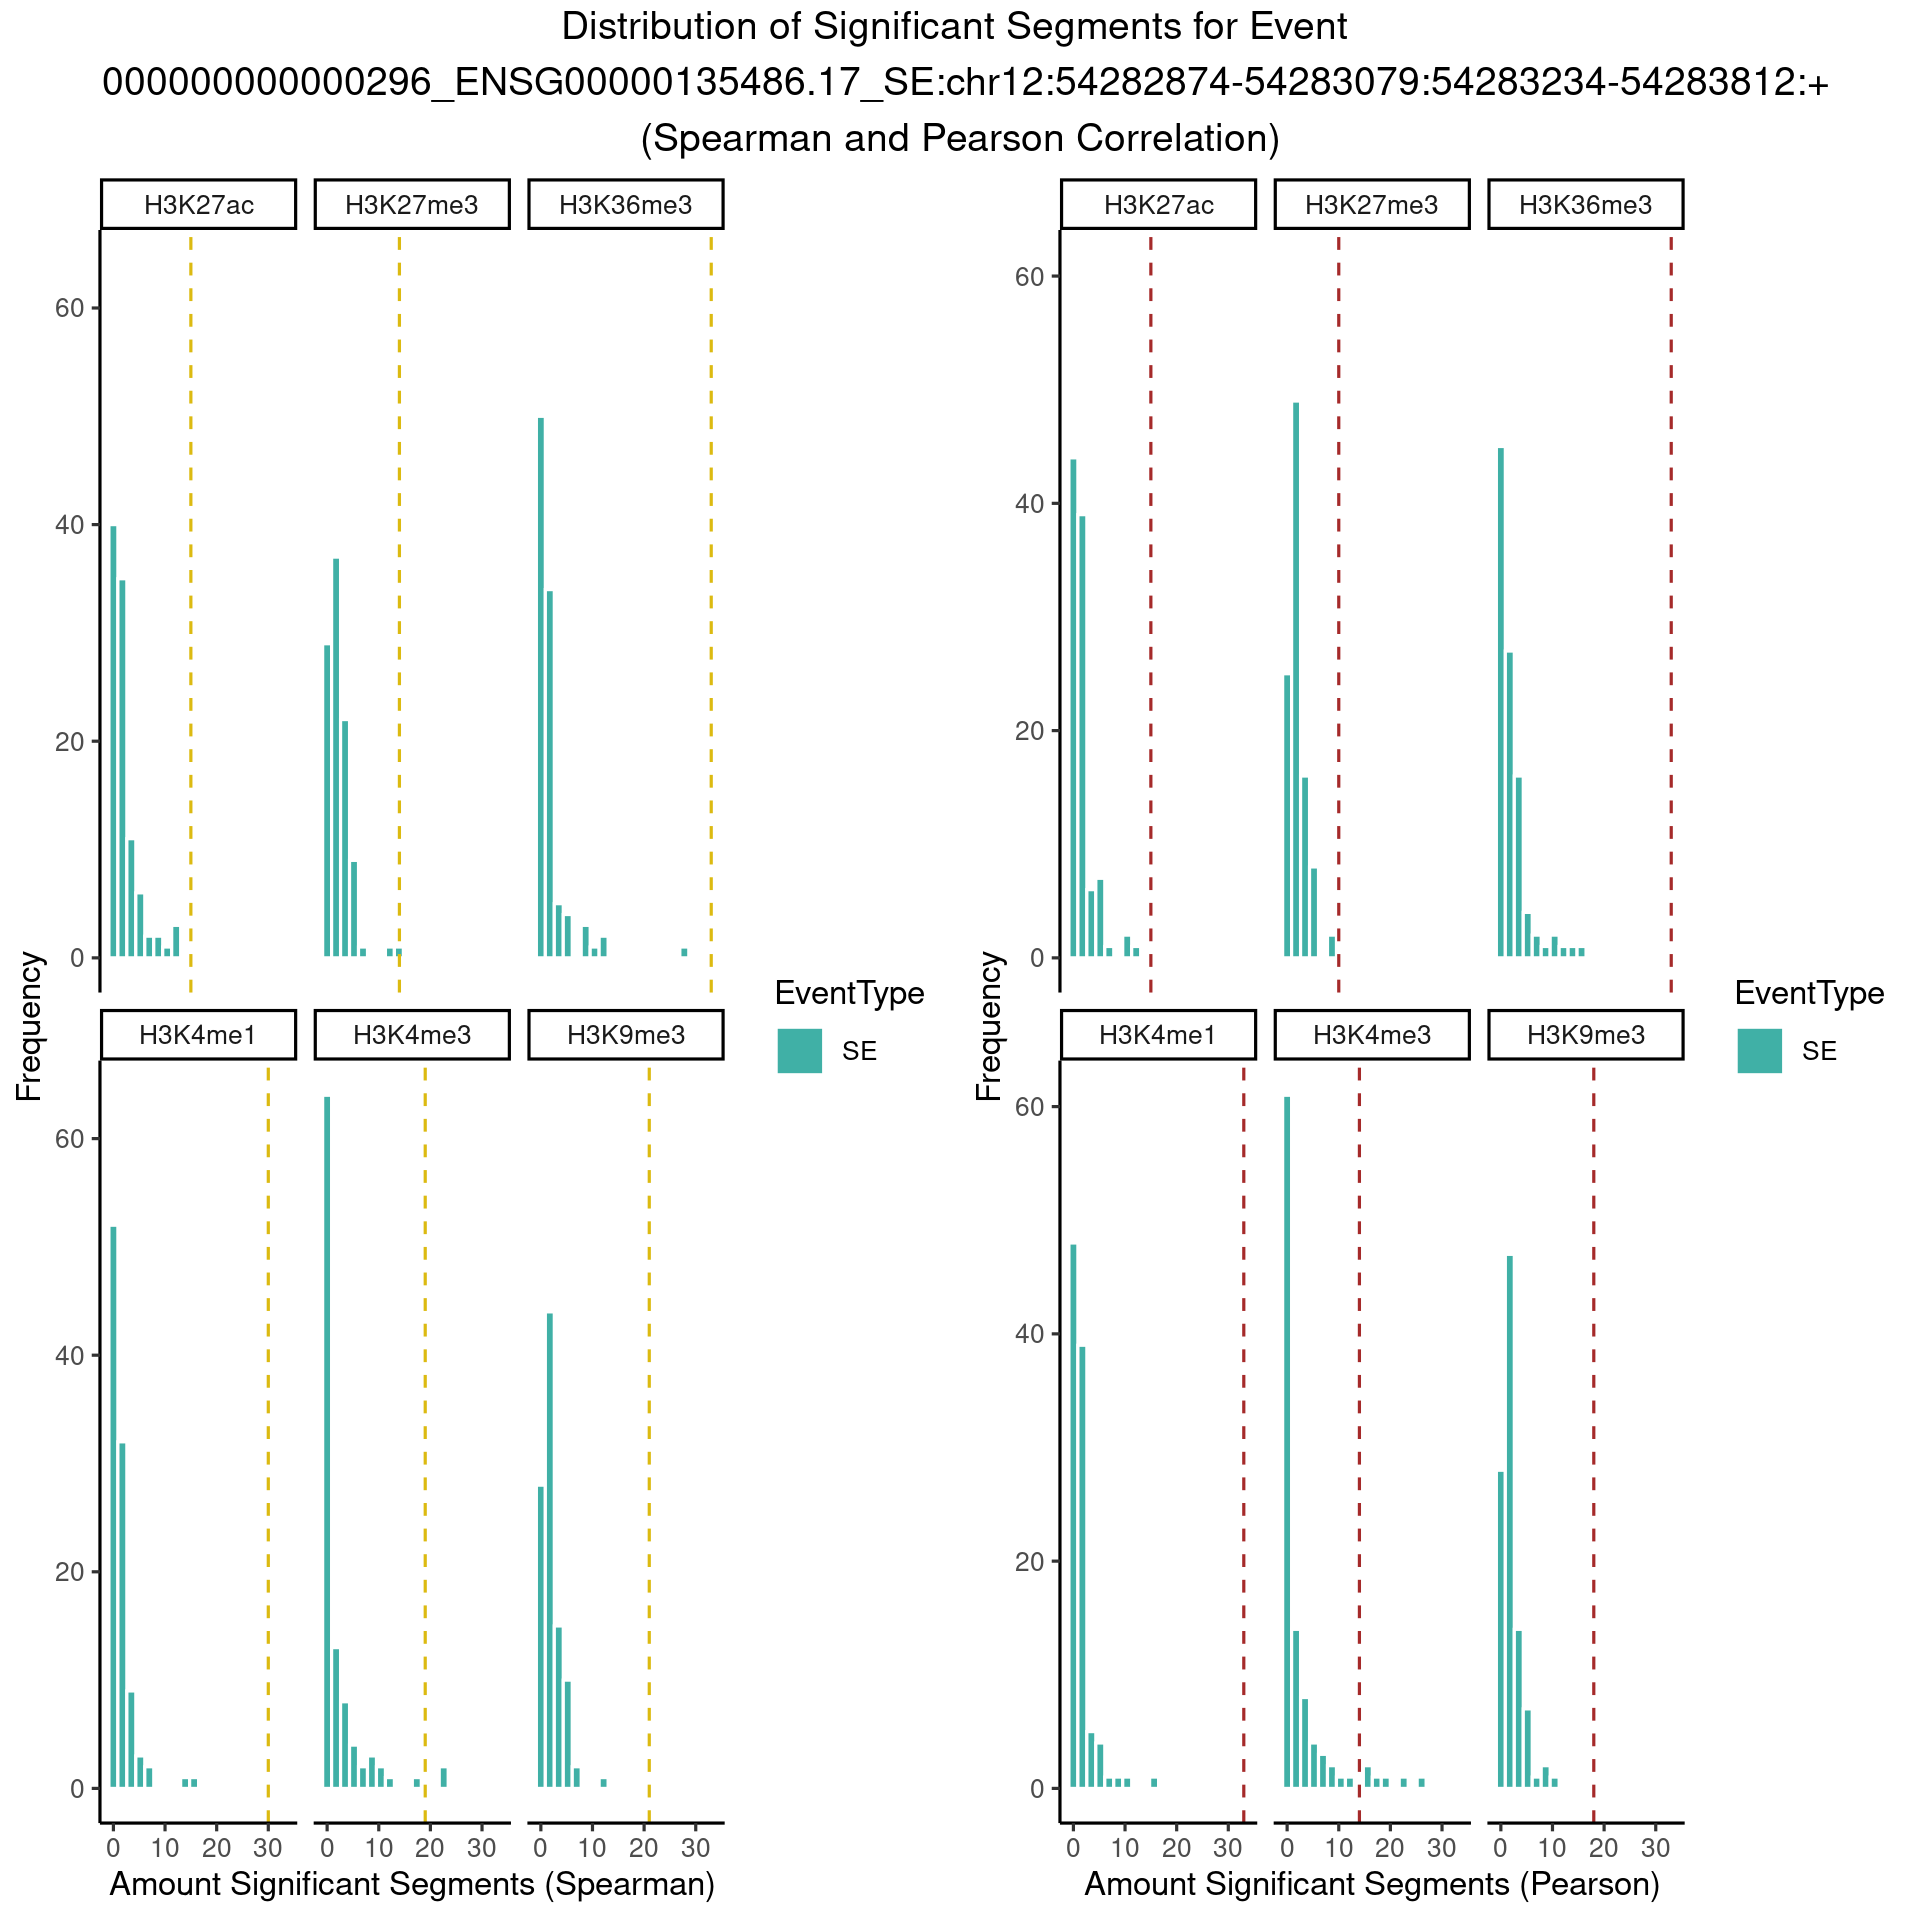 Distribution of Significant Segments for Event
000000000000296_ENSG00000135486.17_SE:chr12:54282874-54283079:54283234-54283812:+
(Spearman and Pearson Correlation)
H3K27ac H3K27me3 H3K36me3
60
40
20
0
H3K4me1 H3K4me3 H3K9me3
60
40
20
0
0 10 20 30 0 10 20 30 0 10 20 30
Frequency
Amount Significant Segments (Spearman)
EventType
SE
H3K27ac H3K27me3 H3K36me3
60
40
20
0
H3K4me1 H3K4me3 H3K9me3
60
40
20
0
0 10 20 30 0 10 20 30 0 10 20 30
Frequency
Amount Significant Segments (Pearson)
EventType
SE